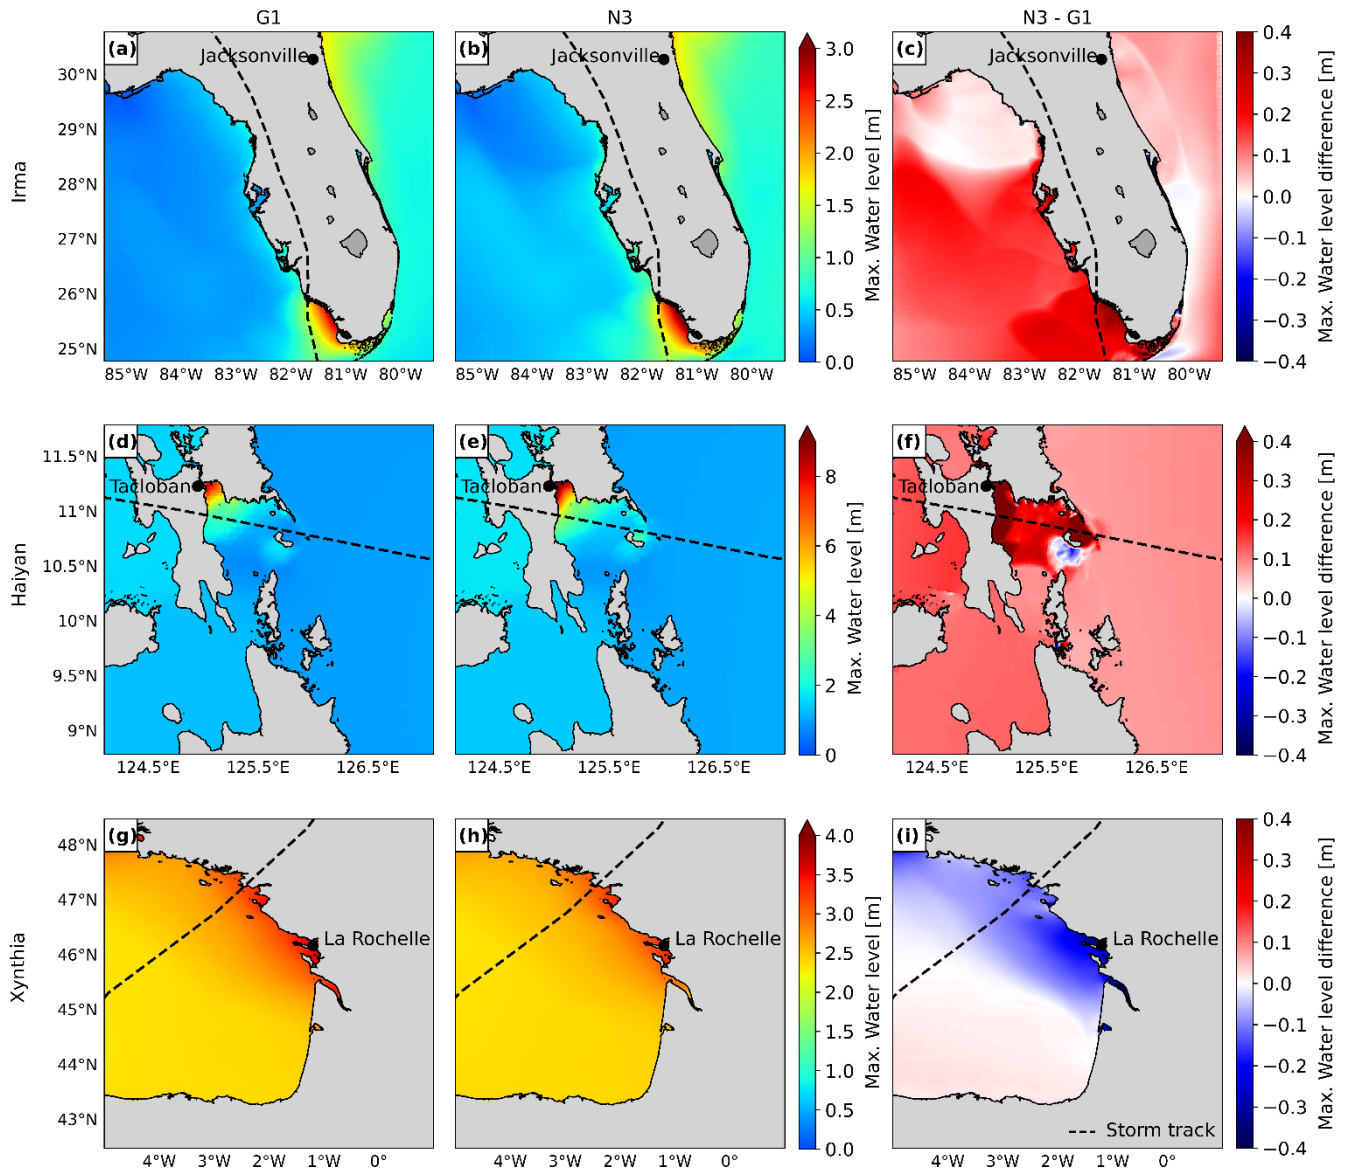 G1
N3
N3 - G1
Irma
(a)
Jacksonville
30°N
29°N
28°N
27°N
26°N
25°N
85°W 84°W 83°W 82°W 81°W 80°W
(b)
Jacksonville
85°W 84°W 83°W 82°W 81°W 80°W
3.0
2.5
2.0
1.5
1.0
0.5
0.0
Max. Water level [m]
(c)
Jacksonville
85°W 84°W 83°W 82°W 81°W 80°W
0.4
0.3
0.2
0.1
0.0
−0.1
−0.2
−0.3
−0.4
Max. Water level difference [m]
Haiyan
(d)
Tacloban
11.5°N
11°N
10.5°N
10°N
9.5°N
9°N
124.5°E 125.5°E 126.5°E
(e)
Tacloban
124.5°E 125.5°E 126.5°E
8
6
4
2
0
Max. Water level [m]
(f)
Tacloban
124.5°E 125.5°E 126.5°E
0.4
0.3
0.2
0.1
0.0
−0.1
−0.2
−0.3
−0.4
Max. Water level difference [m]
Xynthia
(g)
La Rochelle
48°N
47°N
46°N
45°N
44°N
43°N
4°W 3°W 2°W 1°W 0°
(h)
La Rochelle
4°W 3°W 2°W 1°W 0°
4.0
3.5
3.0
2.5
2.0
1.5
1.0
0.5
0.0
Max. Water level [m]
(i)
La Rochelle
Storm track
4°W 3°W 2°W 1°W 0°
0.4
0.3
0.2
0.1
0.0
−0.1
−0.2
−0.3
−0.4
Max. Water level difference [m]